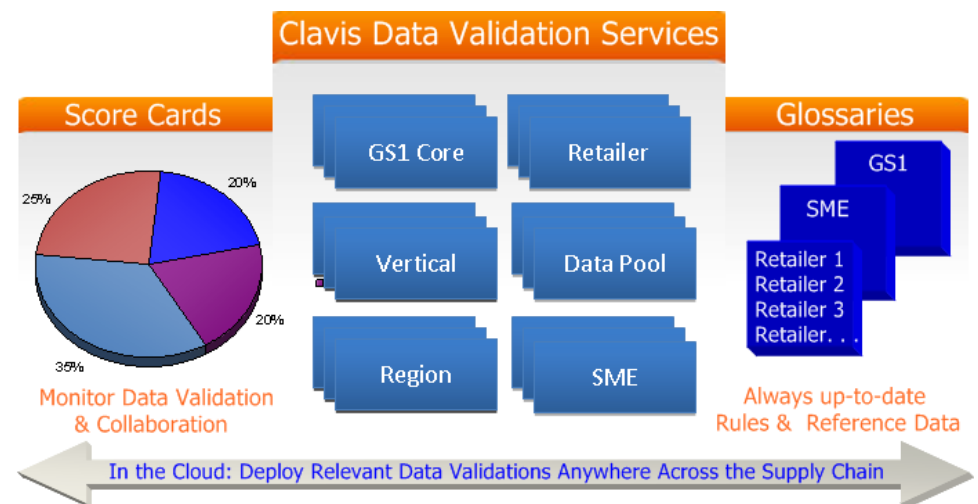 Clavis Data Validation Services
Score Cards
Glossaries
20%
25%
20%
35%
Monitor Data Validation
& Collaboration
GS1 Core
Retailer
Vertical
Data Pool
Region
SME
GS1
SME
Retailer 1
Retailer 2
Retailer 3
Retailer. . .
Always up-to-date
Rules & Reference Data
In the Cloud: Deploy Relevant Data Validations Anywhere Across the Supply Chain